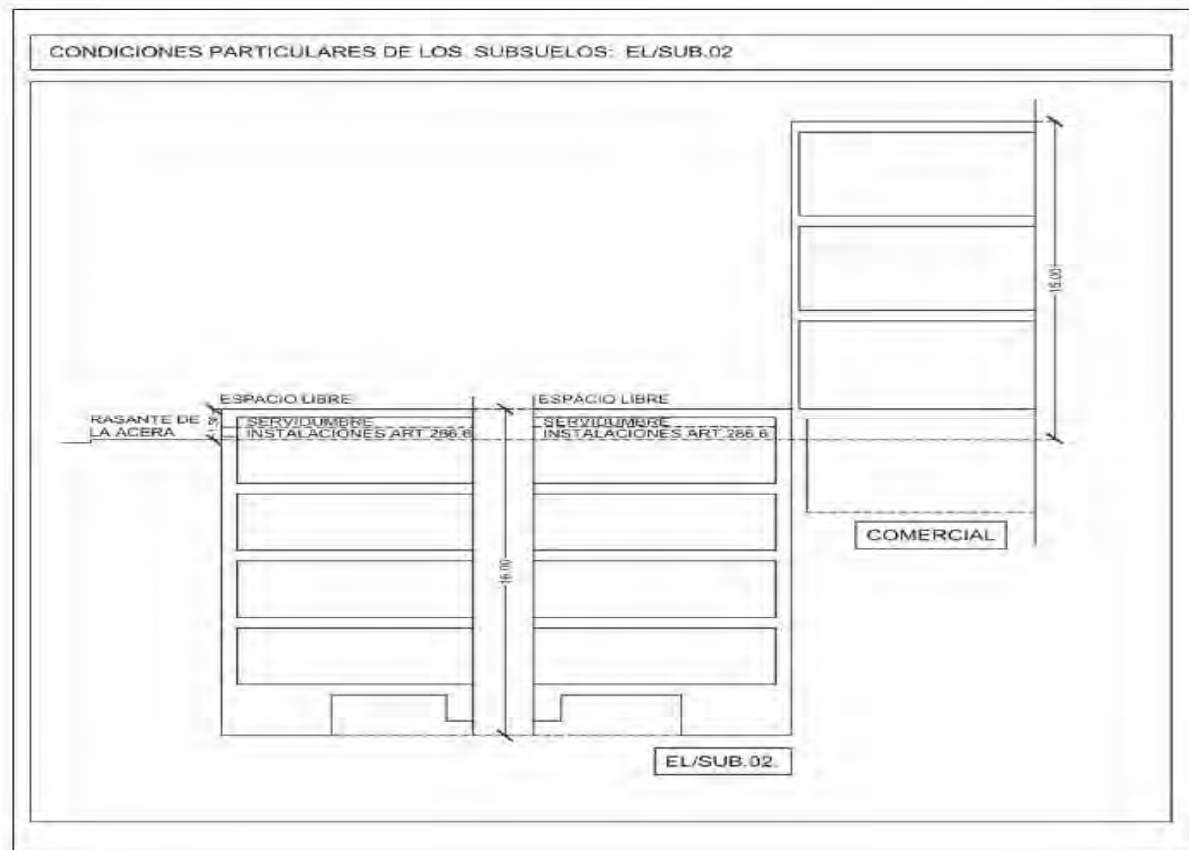 CONDICIONES PARTICULARES DE LOS SUBSUELOS: EL/SUB.02
ESPACIO LIBRE
ESPACIO LIBRE
RASANTE DE
LA ACERA
SERVIDUMBRE
INSTALACIONES ART 286.6
SERVIDUMBRE
INSTALACIONES ART 286.6
15.00
16.00
COMERCIAL
EL/SUB.02.